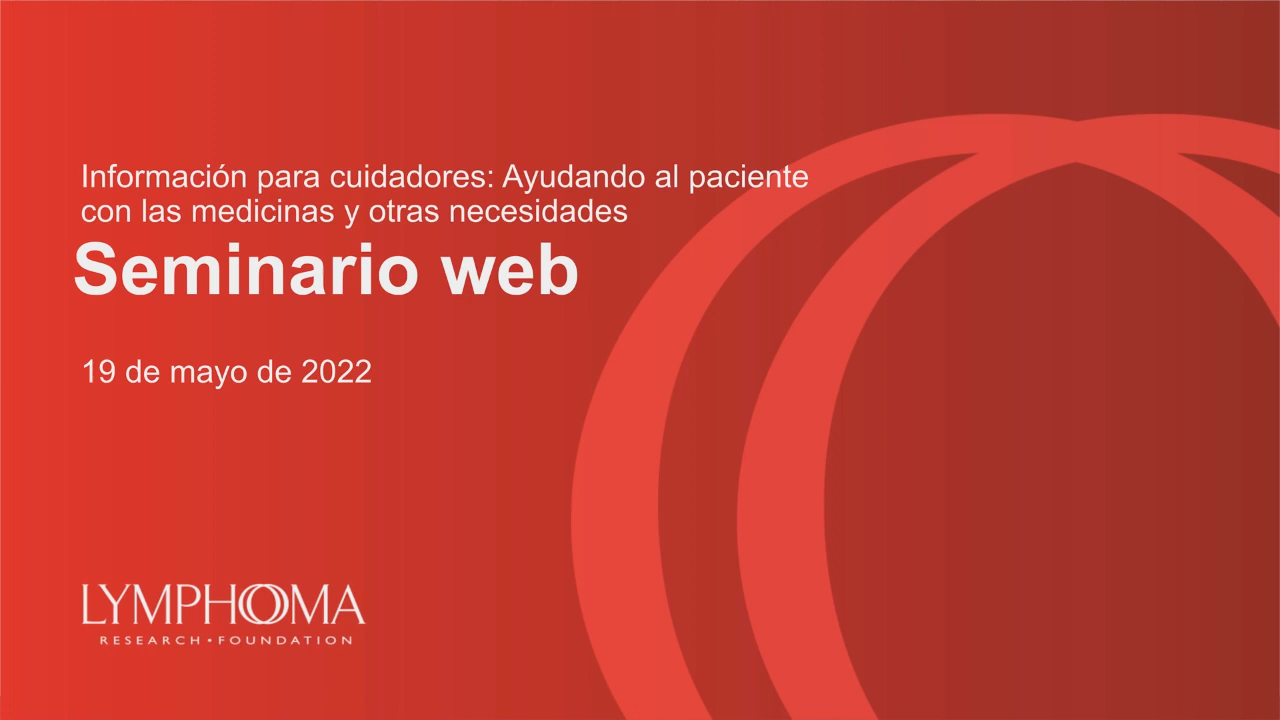 Información para cuidadores: Ayudando al paciente
con las medicinas y otras necesidades
Seminario web
19 de mayo de 2022
LYMPHOMA
RESEARCH • FOUNDATION